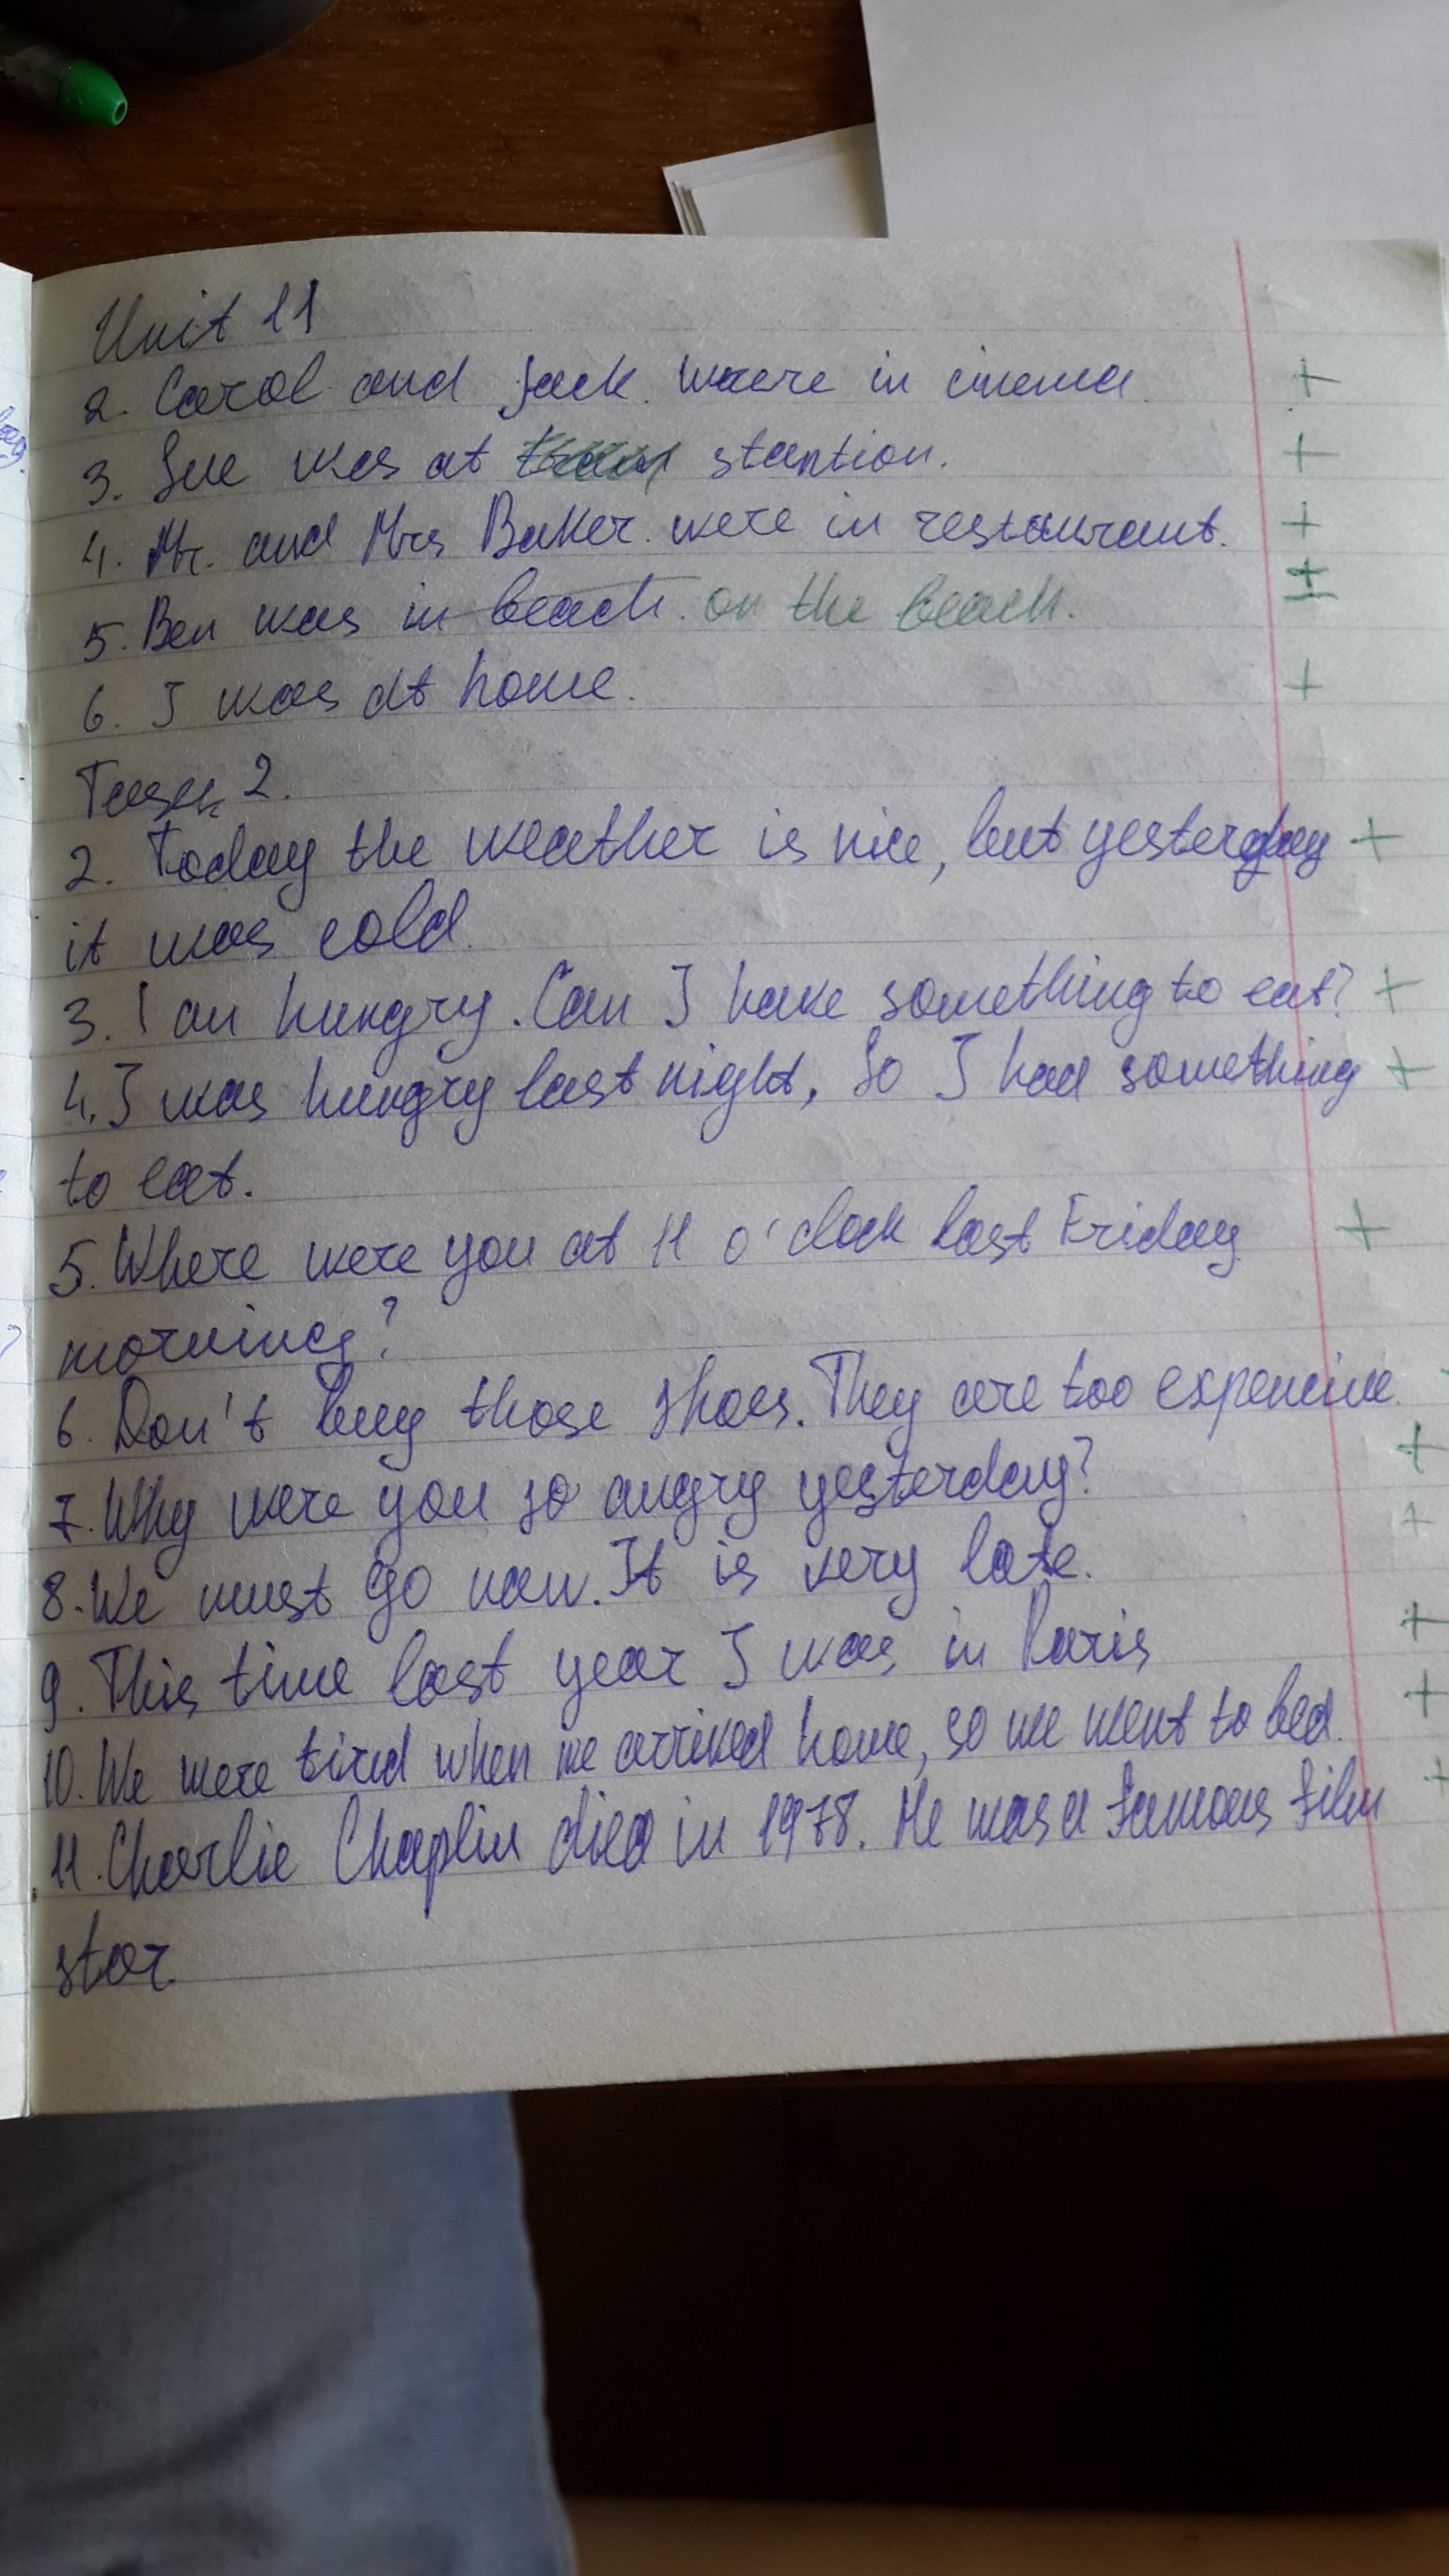 Unit 11
2. Carol and Jack were in cinema.
3. Sue was at stantion.
4. Mr. and Mrs Baker were in restaurant.
5. Ben was in beach. on the beach.
6. I was at home.
2.
2. Today the weather is nice, but yesterday
it was cold.
3. I am hungry. Can I have something to eat?
4. I was hungry last night, So I had something
to eat.
5. Where were you at 11 o'clock last Friday
morning?
6. Don't buy those shoes. They are too expencive.
7. Why were you so angry yesterday?
8. We must go now. It is very late.
9. This time last year I was in Paris
10. We were tired when we arrived home, so we went to bed.
11. Charlie Chaplin died in 1978. He was a famous film
star